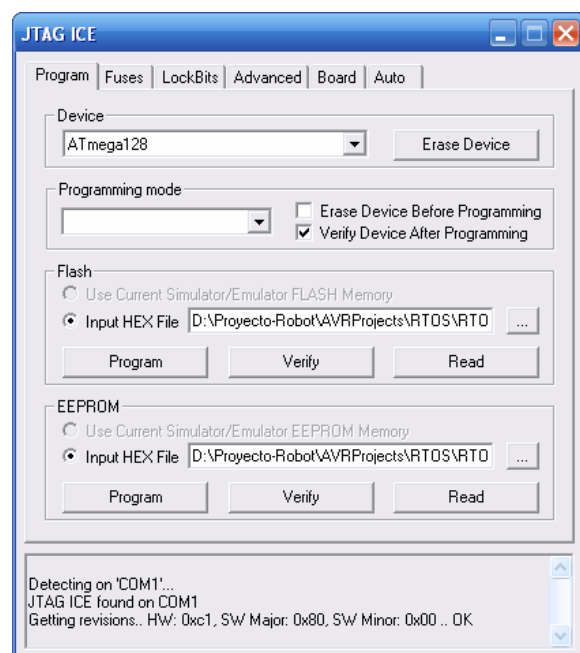 JTAG ICE
Program Fuses LockBits Advanced Board Auto
Device
ATmega128 Erase Device
Programming mode
Erase Device Before Programming
Verify Device After Programming
Flash
Use Current Simulator/Emulator FLASH Memory
Input HEX File D:\Proyecto-Robot\AVRProjects\RTOS\RTO ...
Program Verify Read
EEPROM
Use Current Simulator/Emulator EEPROM Memory
Input HEX File D:\Proyecto-Robot\AVRProjects\RTOS\RTO ...
Program Verify Read
Detecting on 'COM1'...
JTAG ICE found on COM1
Getting revisions.. HW: 0xc1, SW Major: 0x80, SW Minor: 0x00 .. OK